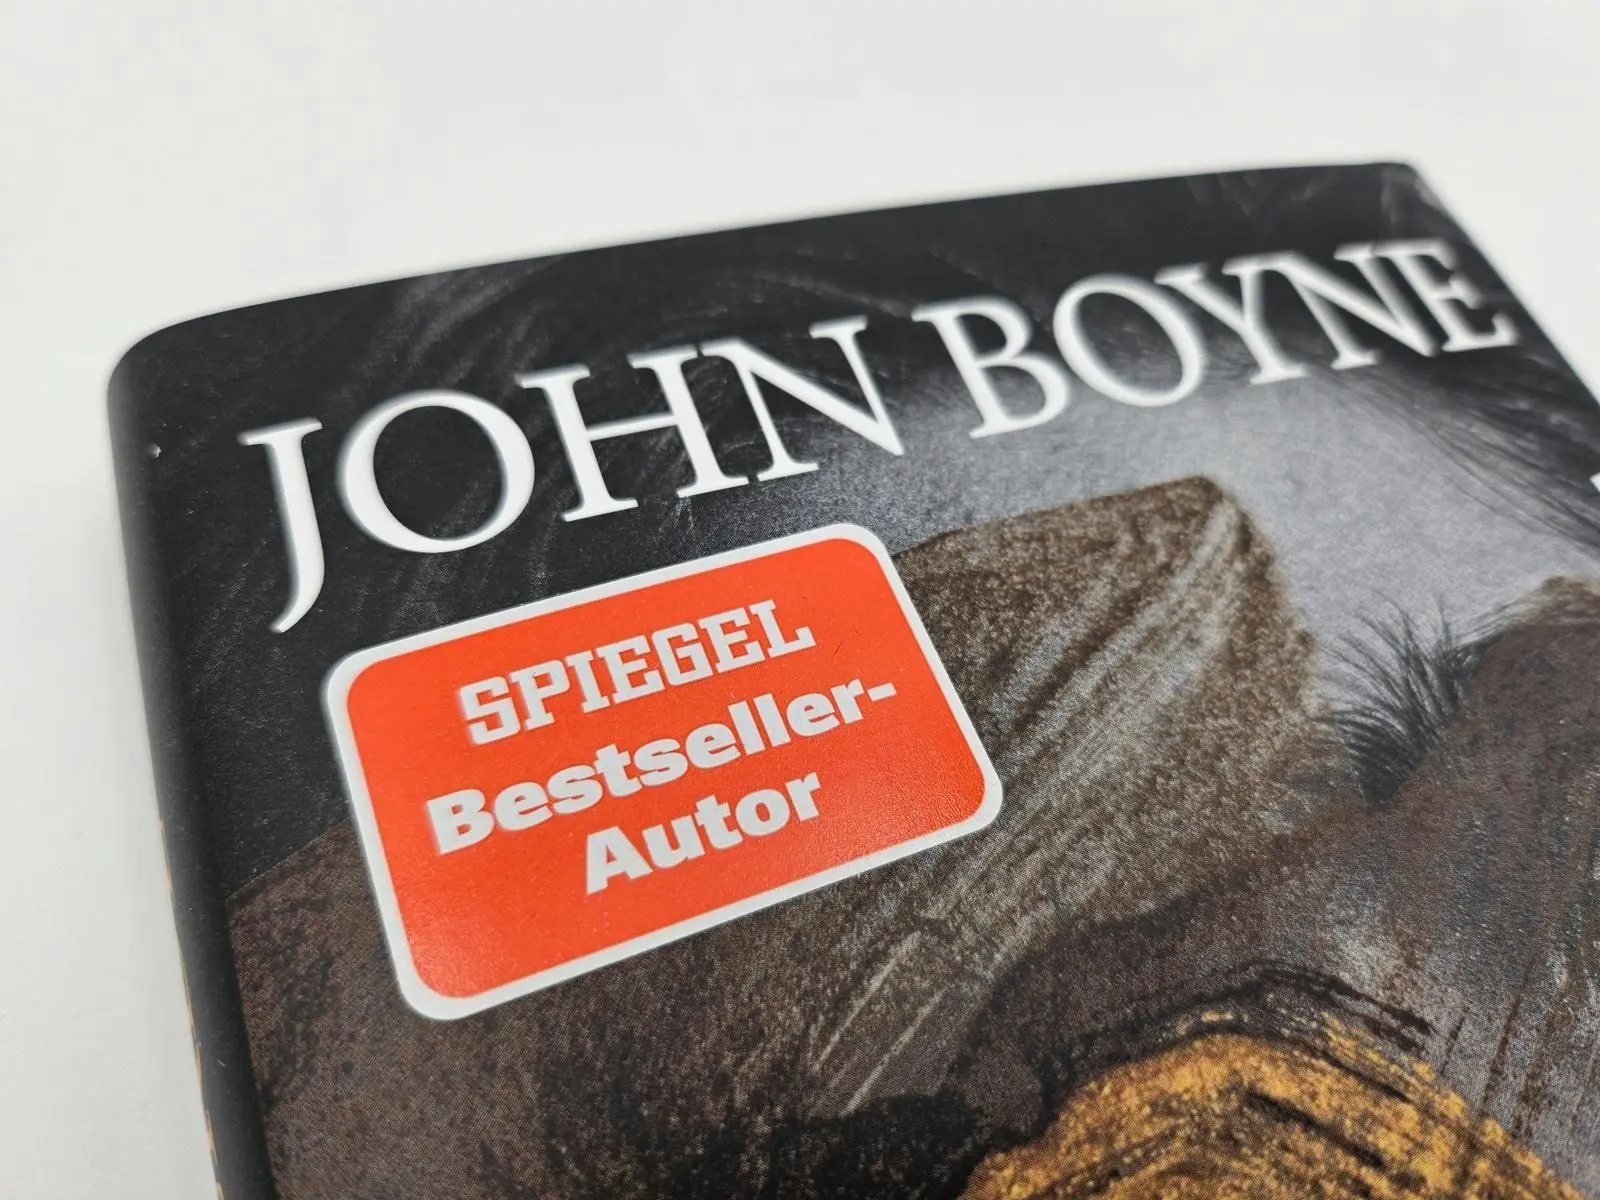 JOHN BOYNE
SPIEGEL
Bestseller-
Autor